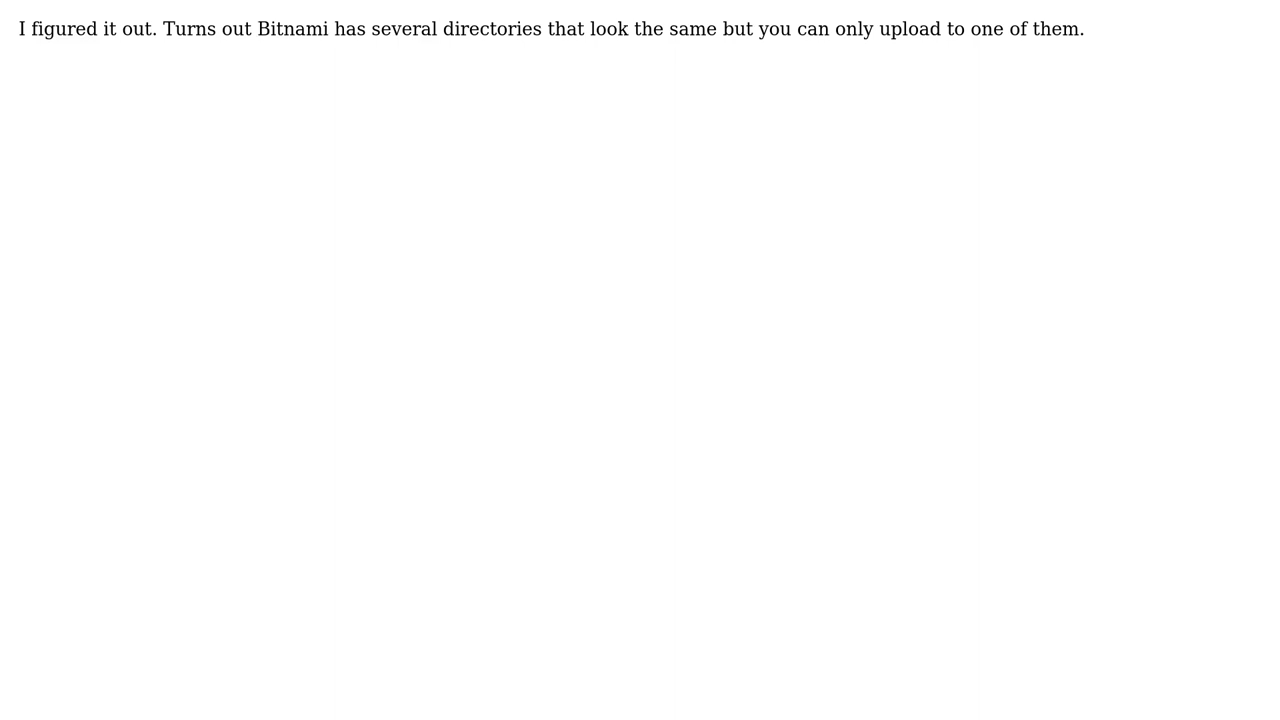 I figured it out. Turns out Bitnami has several directories that look the same but you can only upload to one of them.